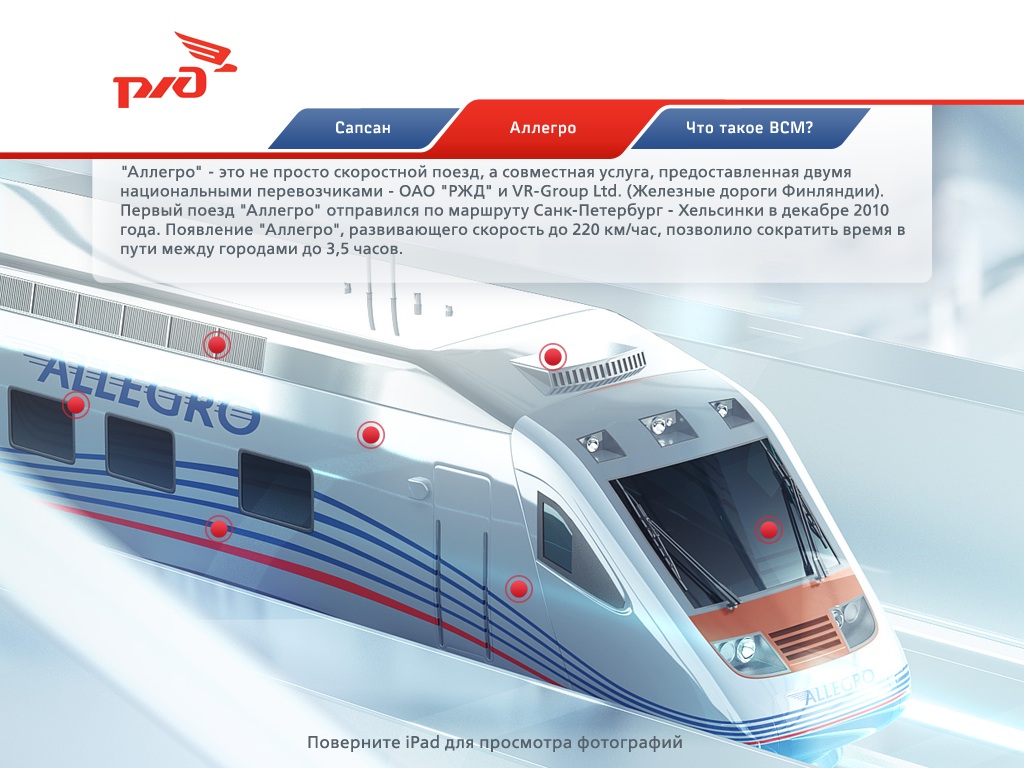 РЖД
Сапсан
Аллегро
Что такое ВСМ?
"Аллегро" - это не просто скоростной поезд, а совместная услуга, предоставленная двумя
национальными перевозчиками - ОАО "РЖД" и VR-Group Ltd. (Железные дороги Финляндии).
Первый поезд "Аллегро" отправился по маршруту Санк-Петербург - Хельсинки в декабре 2010
года. Появление "Аллегро", развивающего скорость до 220 км/час, позволило сократить время в
пути между городами до 3,5 часов.
ALLEGRO
ALLEGRO
Поверните iPad для просмотра фотографий